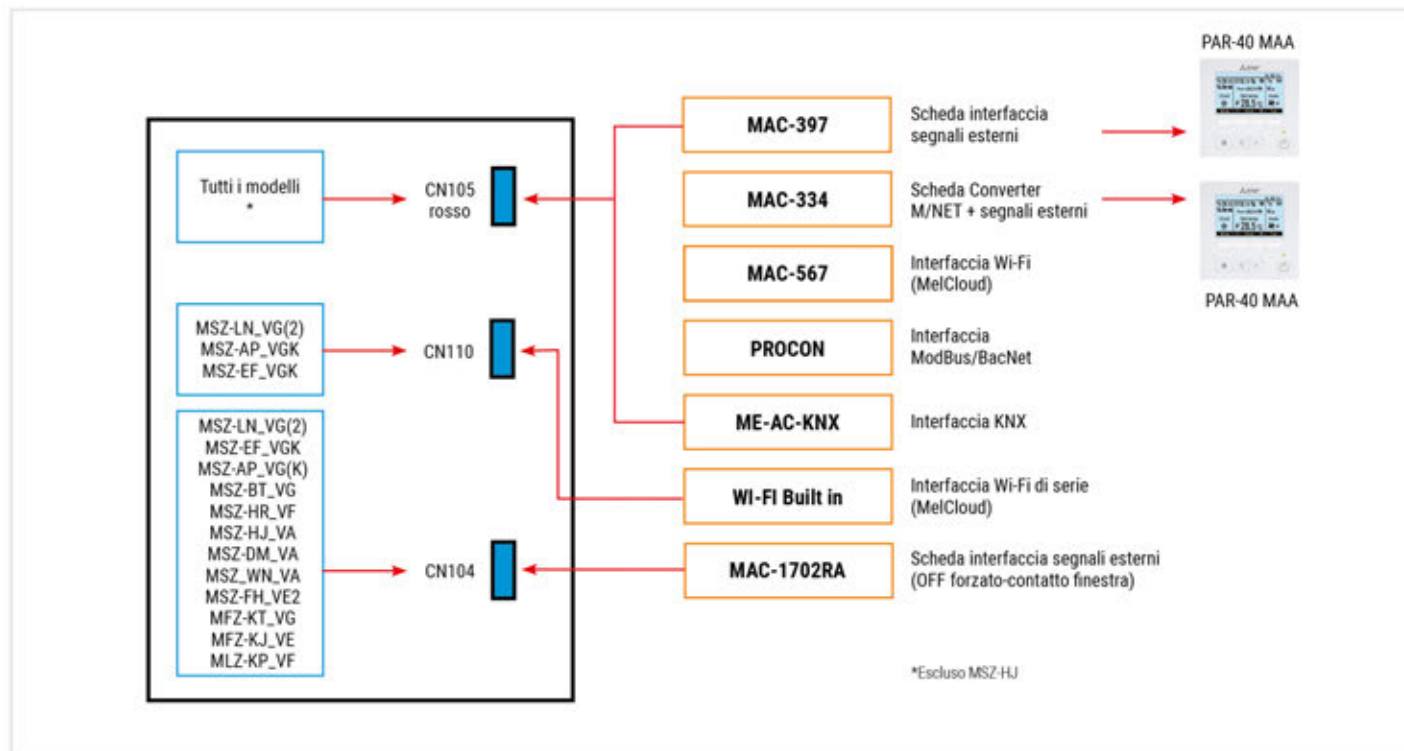 PAR-40 MAA
Tutti i modelli
*
CN105
rosso
MAC-397
Scheda interfaccia
segnali esterni
MAC-334
Scheda Converter
M/NET + segnali esterni
PAR-40 MAA
MAC-567
Interfaccia Wi-Fi
(MelCloud)
MSZ-LN_VG(2)
MSZ-AP_VGK
MSZ-EF_VGK
CN110
PROCON
Interfaccia
ModBus/BacNet
ME-AC-KNX
Interfaccia KNX
WI-FI Built in
Interfaccia Wi-Fi di serie
(MelCloud)
MSZ-LN_VG(2)
MSZ-EF_VGK
MSZ-AP_VG(K)
MSZ-BT_VG
MSZ-HR_VF
MSZ-HJ_VA
MSZ-DM_VA
MSZ_WN_VA
MSZ-FH_VE2
MFZ-KT_VG
MFZ-KJ_VE
MLZ-KP_VF
CN104
MAC-1702RA
Scheda interfaccia segnali esterni
(OFF forzato-contatto finestra)
*Escluso MSZ-HJ